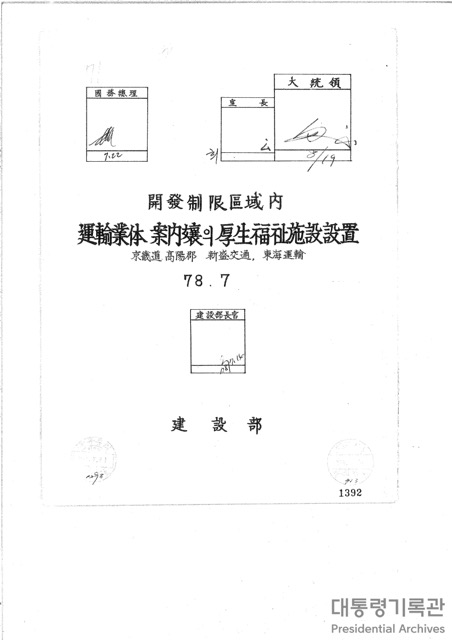 國務總理
7.22
室長
大統領
8/19
開發制限區域內
運輸業体 案內孃의 厚生福祉施設設置
京畿道 高陽郡 新盛交通, 東海運輸
78.7
建設部長官
建設部
1392
대통령기록관
Presidential Archives